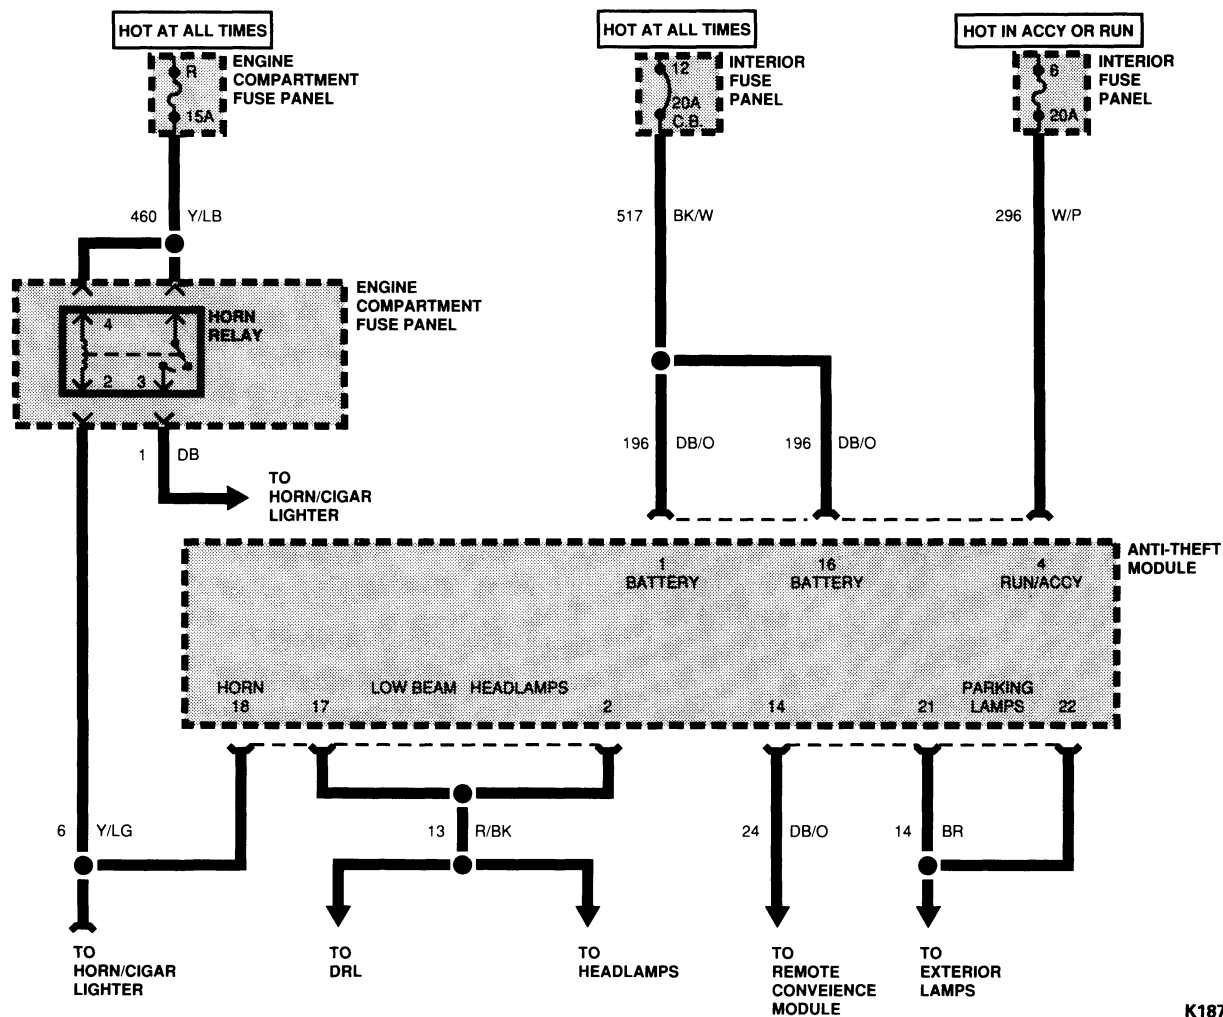 HOT AT ALL TIMES
HOT AT ALL TIMES
HOT IN ACCY OR RUN
R
15A
ENGINE
COMPARTMENT
FUSE PANEL
12
20A
C.B.
INTERIOR
FUSE
PANEL
6
20A
INTERIOR
FUSE
PANEL
460 Y/LB
517 BK/W
296 W/P
ENGINE
COMPARTMENT
FUSE PANEL
HORN
RELAY
4
2 3
1 DB
TO
HORN/CIGAR
LIGHTER
196 DB/O
196 DB/O
ANTI-THEFT
MODULE
1
BATTERY
16
BATTERY
4
RUN/ACCY
HORN
18
LOW BEAM HEADLAMPS
17 2
14
PARKING
LAMPS
21 22
6 Y/LG
13 R/BK
24 DB/O
14 BR
TO
HORN/CIGAR
LIGHTER
TO
DRL
TO
HEADLAMPS
TO
REMOTE
CONVEIENCE
MODULE
TO
EXTERIOR
LAMPS
K187